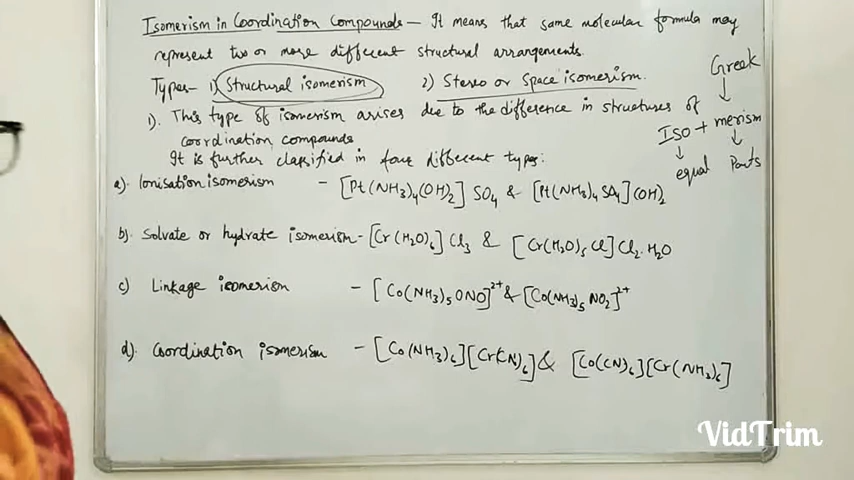 Isomerism in Coordination Compounds - It means that same molecular formula may
represent two or more different structural arrangements.
Types - 1) Structural isomerism 2) Stereo or Space isomerism.
1). This type of isomerism arises due to the difference in structures of
coordination compounds
It is further classified in four different types:
Greek
↓
ISO + merism
↓ ↓
equal Parts
a). Ionisation isomerism - [Pt(NH3)4(OH)2] SO4 & [Pt(NH3)4 SO4](OH)2
b). Solvate or hydrate isomerism - [Cr(H2O)6] Cl3 & [Cr(H2O)5 Cl] Cl2. H2O
c) Linkage isomerism - [Co(NH3)5 ONO]2+ & [Co(NH3)5 NO2]2+
d). Coordination isomerism - [Co(NH3)6][Cr(CN)6] & [Co(CN)6][Cr(NH3)6]
VidTrim